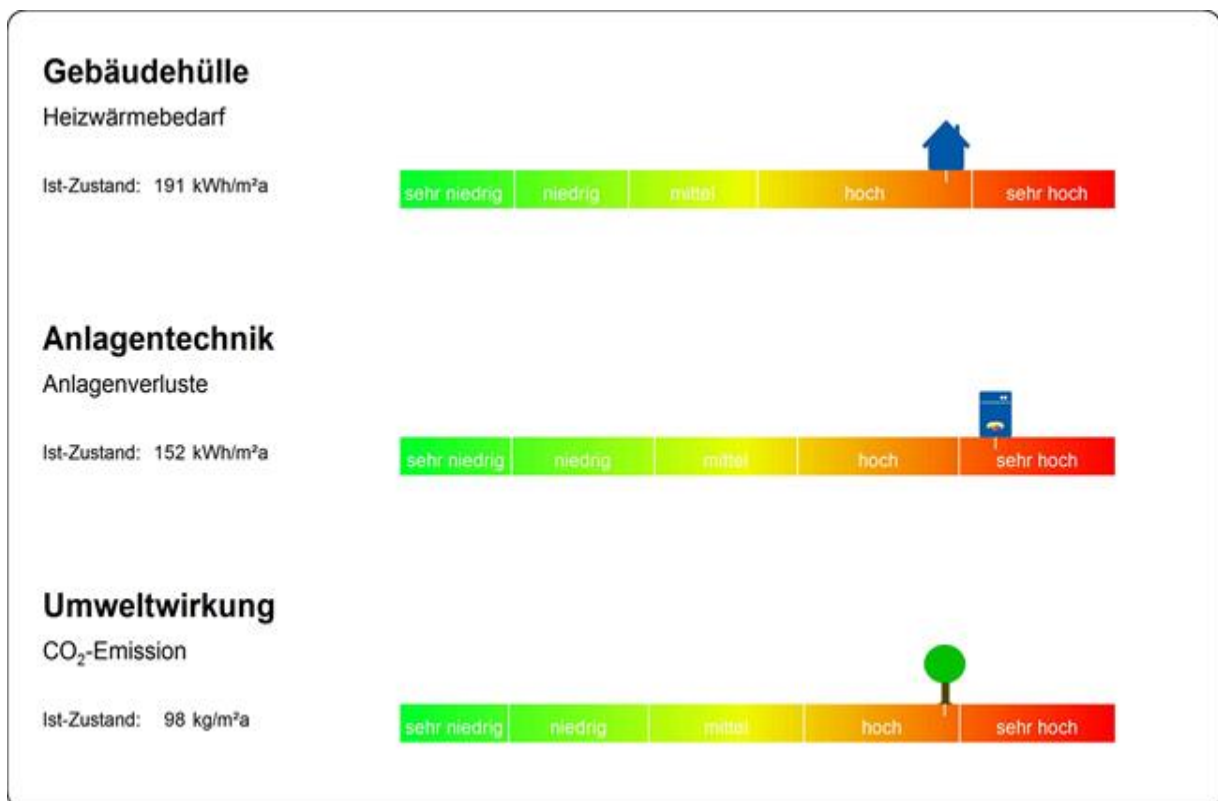 Gebäudehülle
Heizwärmebedarf
Ist-Zustand: 191 kWh/m²a
sehr niedrig niedrig mittel hoch sehr hoch
Anlagentechnik
Anlagenverluste
Ist-Zustand: 152 kWh/m²a
sehr niedrig niedrig mittel hoch sehr hoch
Umweltwirkung
CO₂-Emission
Ist-Zustand: 98 kg/m²a
sehr niedrig niedrig mittel hoch sehr hoch